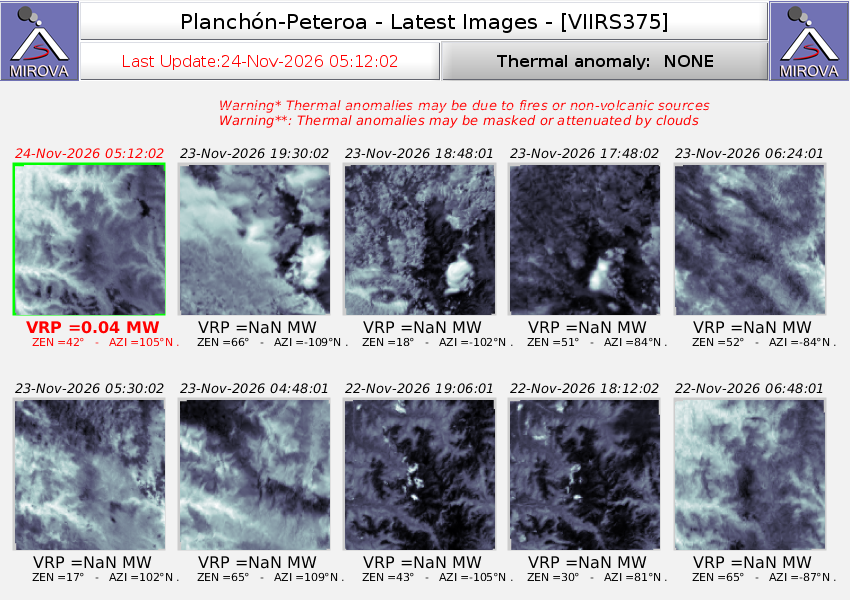 Planchón-Peteroa - Latest Images - [VIIRS375]
MIROVA
Last Update:24-Nov-2026 05:12:02
Thermal anomaly: NONE
MIROVA
Warning* Thermal anomalies may be due to fires or non-volcanic sources
Warning**: Thermal anomalies may be masked or attenuated by clouds
24-Nov-2026 05:12:02
23-Nov-2026 19:30:02
23-Nov-2026 18:48:01
23-Nov-2026 17:48:02
23-Nov-2026 06:24:01
VRP =0.04 MW
VRP =NaN MW
VRP =NaN MW
VRP =NaN MW
VRP =NaN MW
ZEN =42° - AZI =105°N .
ZEN =66° - AZI =-109°N .
ZEN =18° - AZI =-102°N .
ZEN =51° - AZI =84°N .
ZEN =52° - AZI =-84°N .
23-Nov-2026 05:30:02
23-Nov-2026 04:48:01
22-Nov-2026 19:06:01
22-Nov-2026 18:12:02
22-Nov-2026 06:48:01
VRP =NaN MW
VRP =NaN MW
VRP =NaN MW
VRP =NaN MW
VRP =NaN MW
ZEN =17° - AZI =102°N .
ZEN =65° - AZI =109°N .
ZEN =43° - AZI =-105°N .
ZEN =30° - AZI =81°N .
ZEN =65° - AZI =-87°N .